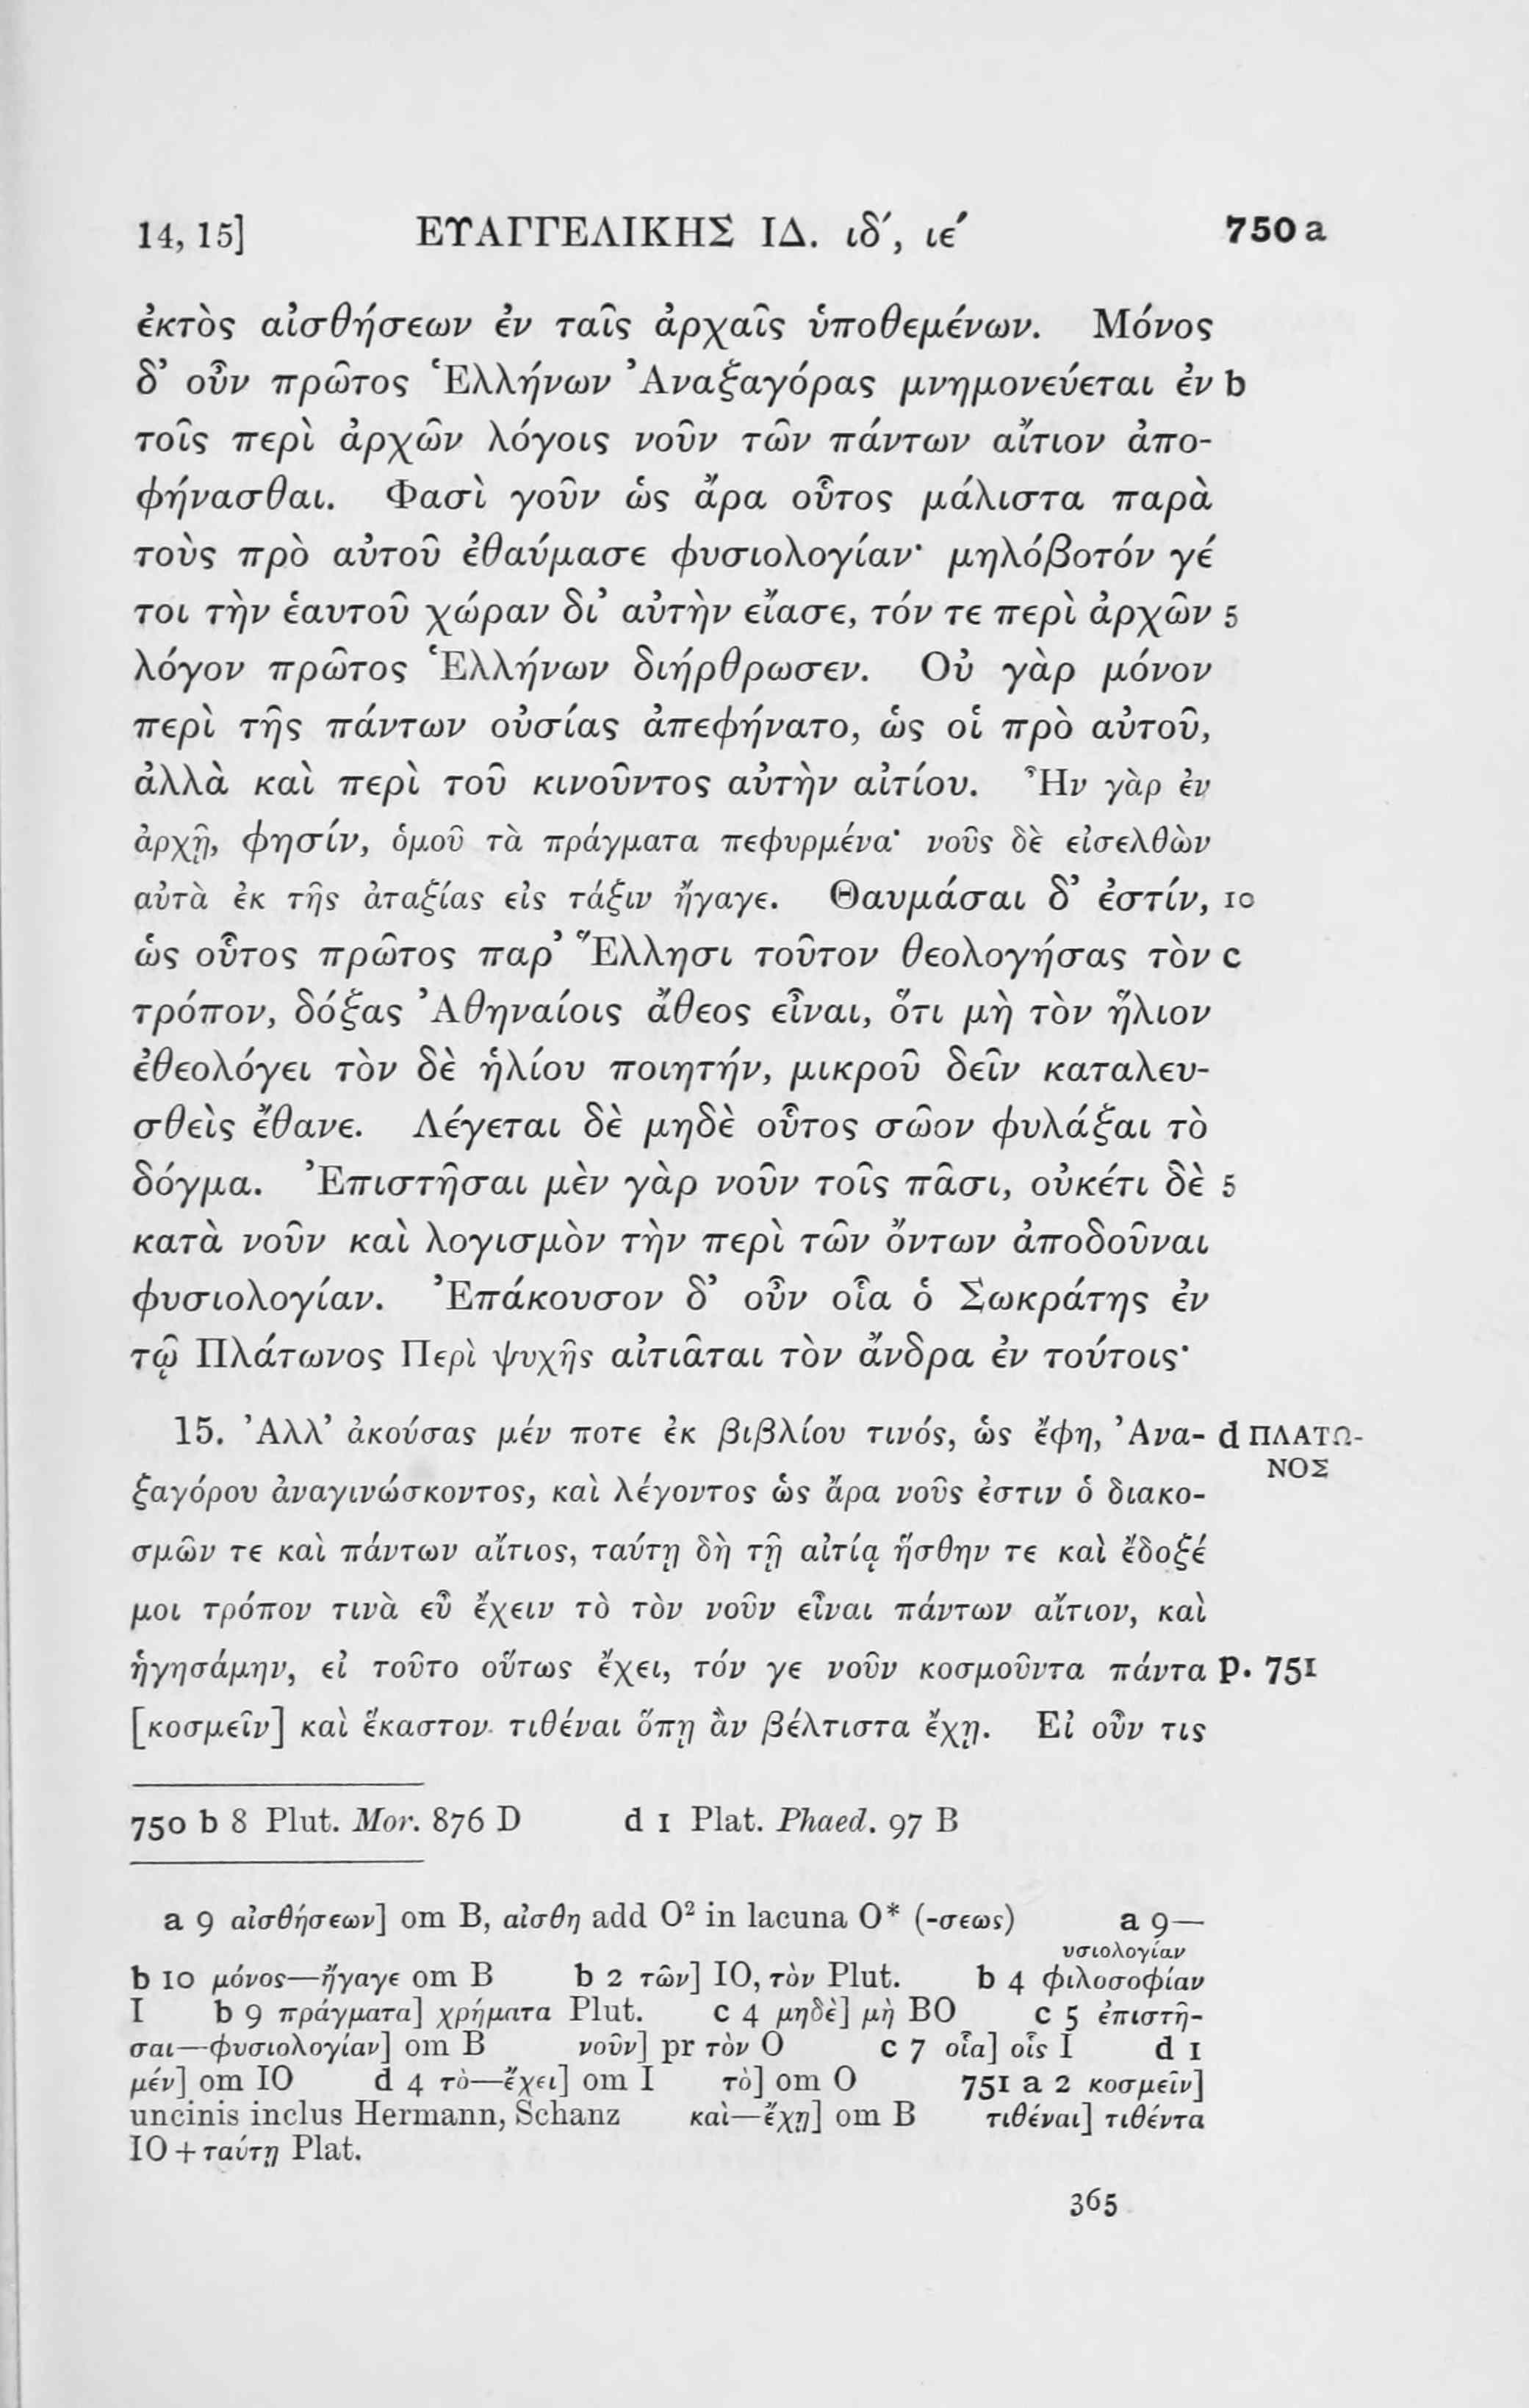 14, 15] ΕΥΑΓΓΕΛΙΚΗΣ ΙΔ. ιδ´, ιε´ 750 a
ἐκτὸς αἰσθήσεων ἐν ταῖς ἀρχαῖς ὑποθεμένων. Μόνος
δ’ οὖν πρῶτος Ἑλλήνων Ἀναξαγόρας μνημονεύεται ἐν b
τοῖς περὶ ἀρχῶν λόγοις νοῦν τῶν πάντων αἴτιον ἀπο-
φήνασθαι. Φασὶ γοῦν ὡς ἄρα οὗτος μάλιστα παρὰ
τοὺς πρὸ αὐτοῦ ἐθαύμασε φυσιολογίαν· μηλόβοτόν γέ
τοι τὴν ἑαυτοῦ χώραν δι’ αὐτὴν εἴασε, τόν τε περὶ ἀρχῶν 5
λόγον πρῶτος Ἑλλήνων διήρθρωσεν. Οὐ γὰρ μόνον
περὶ τῆς πάντων οὐσίας ἀπεφήνατο, ὡς οἱ πρὸ αὐτοῦ,
ἀλλὰ καὶ περὶ τοῦ κινοῦντος αὐτὴν αἰτίου. Ἦν γὰρ ἐν
ἀρχῇ, φησίν, ὁμοῦ τὰ πράγματα πεφυρμένα· νοῦς δὲ εἰσελθὼν
αὐτὰ ἐκ τῆς ἀταξίας εἰς τάξιν ἤγαγε. Θαυμάσαι δ’ ἐστίν, 10
ὡς οὗτος πρῶτος παρ’ Ἕλλησι τοῦτον θεολογήσας τὸν c
τρόπον, δόξας Ἀθηναίοις ἄθεος εἶναι, ὅτι μὴ τὸν ἥλιον
ἐθεολόγει τὸν δὲ ἡλίου ποιητήν, μικροῦ δεῖν καταλευ-
σθεὶς ἔθανε. Λέγεται δὲ μηδὲ οὗτος σῶον φυλάξαι τὸ
δόγμα. Ἐπιστῆσαι μὲν γὰρ νοῦν τοῖς πᾶσι, οὐκέτι δὲ 5
κατὰ νοῦν καὶ λογισμὸν τὴν περὶ τῶν ὄντων ἀποδοῦναι
φυσιολογίαν. Ἐπάκουσον δ’ οὖν οἷα ὁ Σωκράτης ἐν
τῷ Πλάτωνος Περὶ ψυχῆς αἰτιᾶται τὸν ἄνδρα ἐν τούτοις·
15. Ἀλλ’ ἀκούσας μέν ποτε ἐκ βιβλίου τινός, ὡς ἔφη, Ἀνα- d ΠΛΑΤΩ-
ΝΟΣ
ξαγόρου ἀναγινώσκοντος, καὶ λέγοντος ὡς ἄρα νοῦς ἐστιν ὁ διακο-
σμῶν τε καὶ πάντων αἴτιος, ταύτῃ δὴ τῇ αἰτίᾳ ἥσθην τε καὶ ἔδοξέ
μοι τρόπον τινὰ εὖ ἔχειν τὸ τὸν νοῦν εἶναι πάντων αἴτιον, καὶ
ἡγησάμην, εἰ τοῦτο οὕτως ἔχει, τόν γε νοῦν κοσμοῦντα πάντα p. 751
[κοσμεῖν] καὶ ἕκαστον τιθέναι ὅπῃ ἂν βέλτιστα ἔχῃ. Εἰ οὖν τις
750 b 8 Plut. Mor. 876 D d 1 Plat. Phaed. 97 B
a 9 αἰσθήσεων] om B, αἰσθη add O² in lacuna O* (-σεως) a 9—
υσιολογίαν
b 10 μόνος—ἤγαγε om B b 2 τῶν] IO, τὸν Plut. b 4 φιλοσοφίαν
I b 9 πράγματα] χρήματα Plut. c 4 μηδὲ] μὴ BO c 5 ἐπιστῆ-
σαι—φυσιολογίαν] om B νοῦν] pr τὸν O c 7 οἷα] οἷς I d 1
μέν] om IO d 4 τὸ—ἔχει] om I τὸ] om O 751 a 2 κοσμεῖν]
uncinis inclus Hermann, Schanz καὶ—ἔχῃ] om B τιθέναι] τιθέντα
IO + ταύτῃ Plat.
365